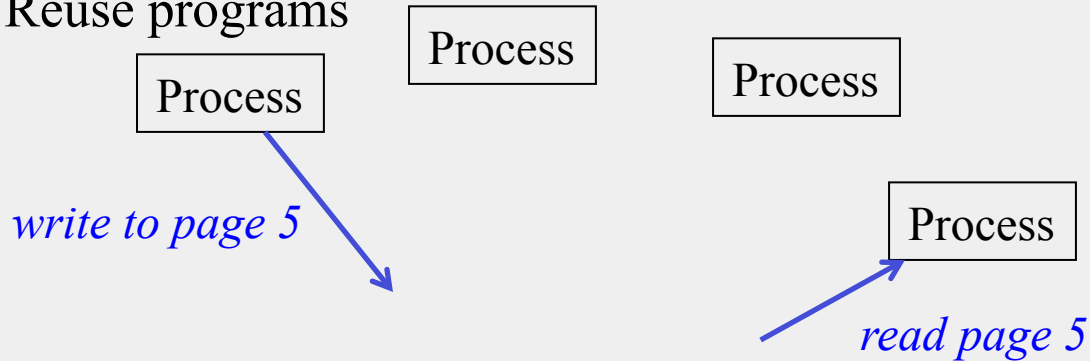 Reuse programs
Process
Process
Process
Process
write to page 5
read page 5